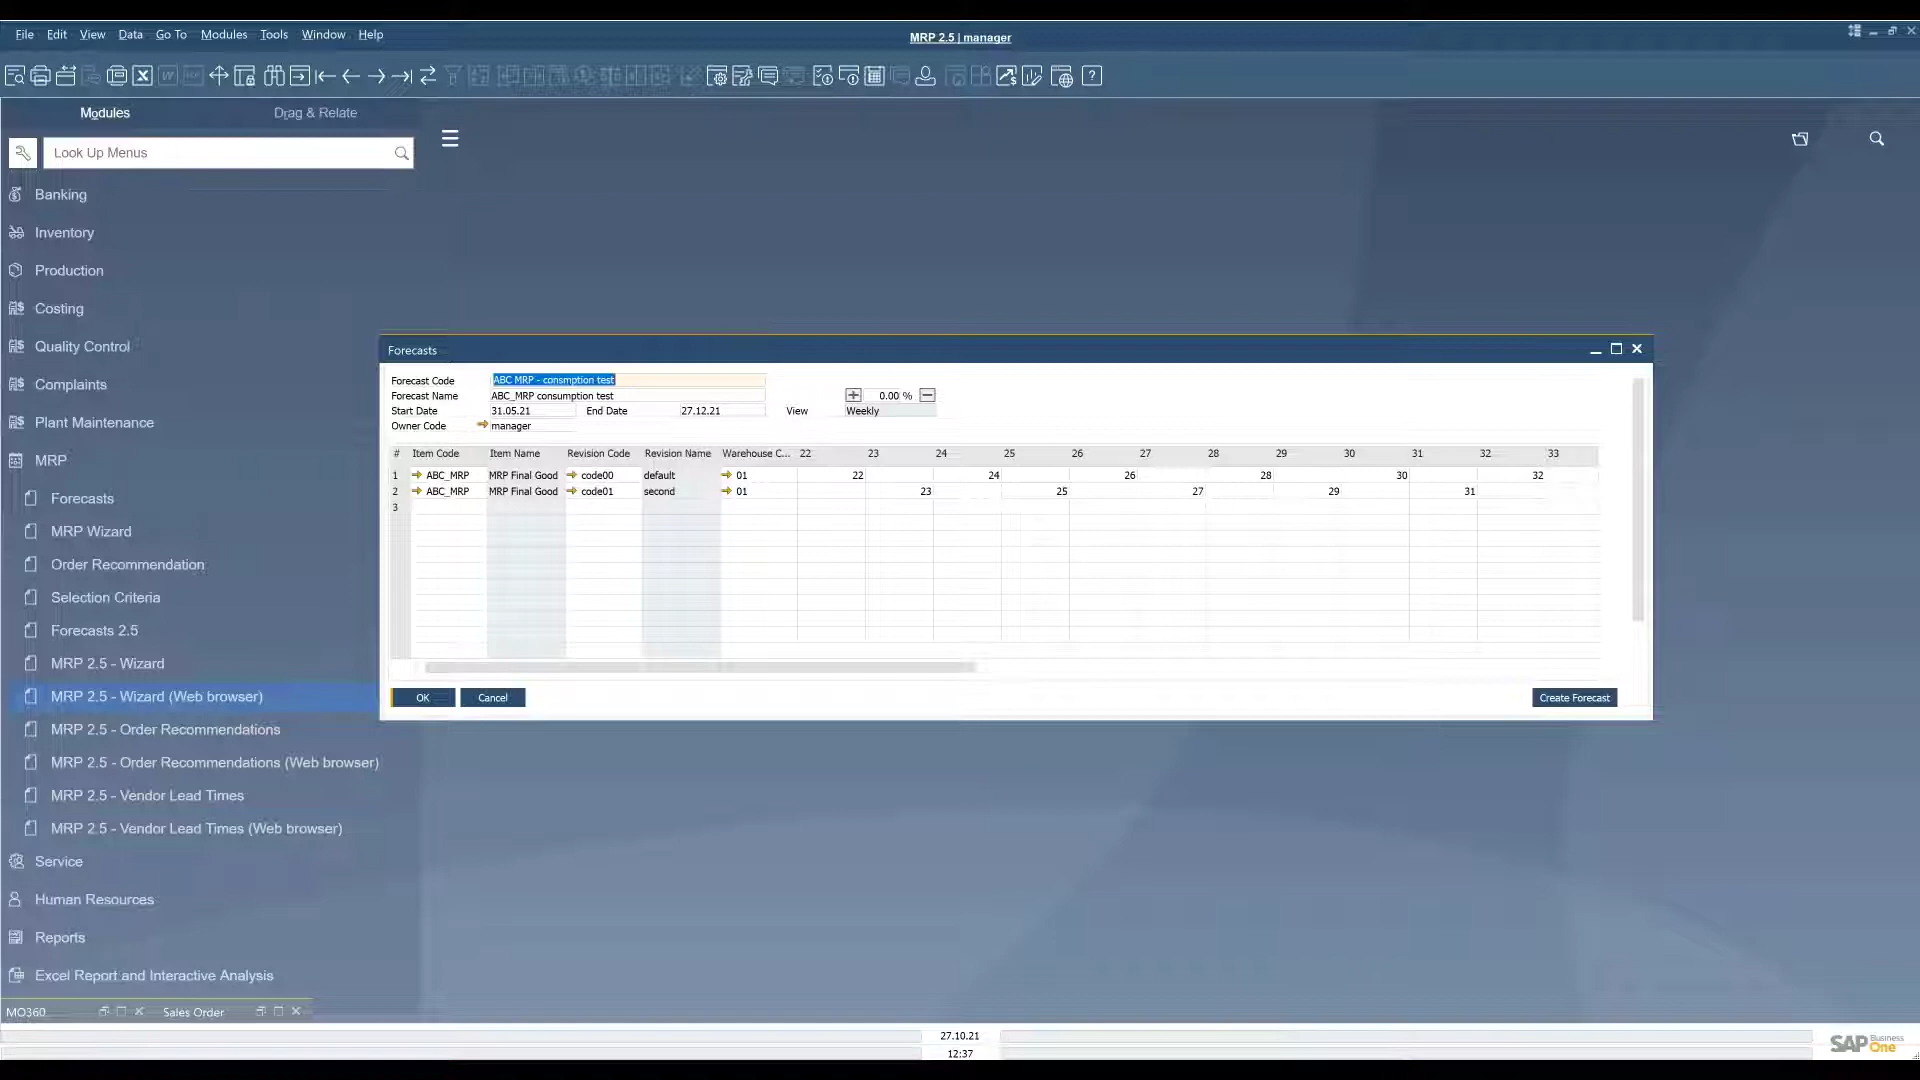 File Edit View Data Go To Modules Tools Window Help
MRP 2.5 | manager
Modules Drag & Relate
Look Up Menus
Banking
Inventory
Production
Costing
Quality Control
Complaints
Plant Maintenance
MRP
Forecasts
MRP Wizard
Order Recommendation
Selection Criteria
Forecasts 2.5
MRP 2.5 - Wizard
MRP 2.5 - Wizard (Web browser)
MRP 2.5 - Order Recommendations
MRP 2.5 - Order Recommendations (Web browser)
MRP 2.5 - Vendor Lead Times
MRP 2.5 - Vendor Lead Times (Web browser)
Service
Human Resources
Reports
Excel Report and Interactive Analysis
MO360 Sales Order
Forecasts
Forecast Code ABC MRP - consmption test
Forecast Name ABC_MRP consumption test 0.00 %
Start Date 31.05.21 End Date 27.12.21 View Weekly
Owner Code manager
# Item Code Item Name Revision Code Revision Name Warehouse C... 22 23 24 25 26 27 28 29 30 31 32 33
1 ABC_MRP MRP Final Good code00 default 01 22 24 26 28 30 32
2 ABC_MRP MRP Final Good code01 second 01 23 25 27 29 31
3
OK Cancel Create Forecast
27.10.21
12:37
SAP Business One